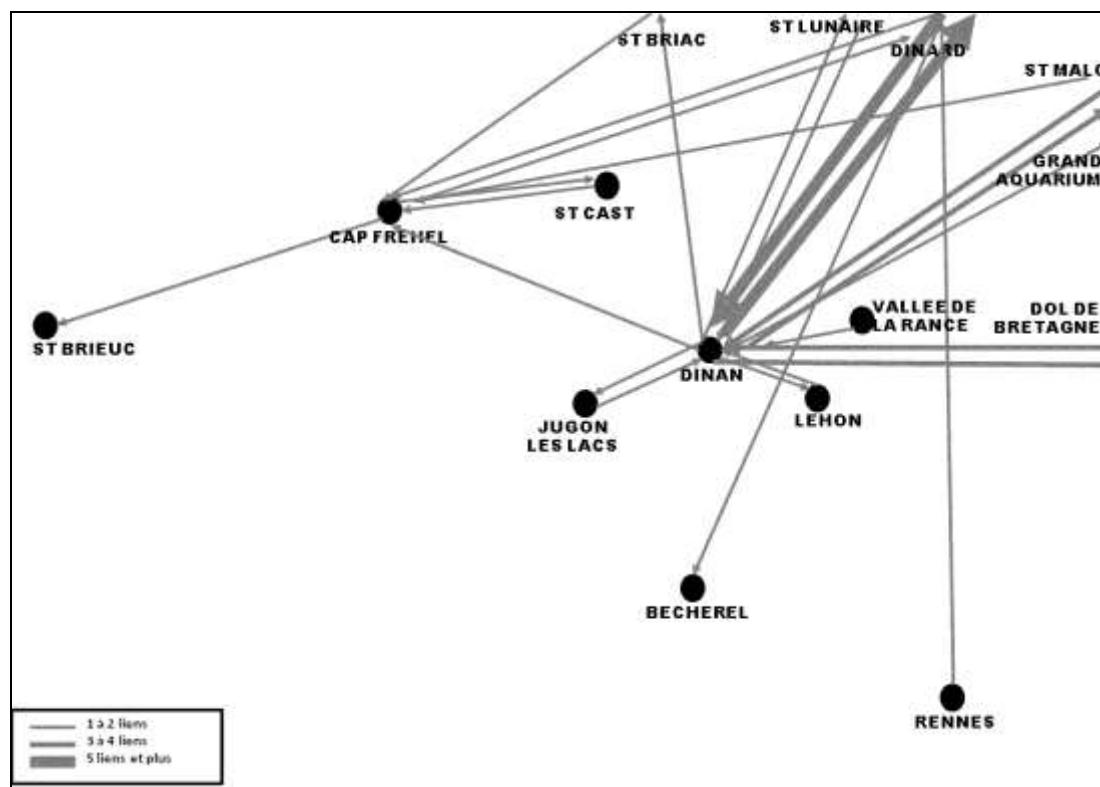 ST LUNAIRE
ST BRIAC
DINARD
ST MALO
GRAND
AQUARIUM
ST CAST
CAP FREHEL
VALLEE DE
LA RANCE
DOL DE
BRETAGNE
ST BRIEUC
DINAN
LEHON
JUGON
LES LACS
BECHEREL
RENNES
1 à 2 liens
3 à 4 liens
5 liens et plus